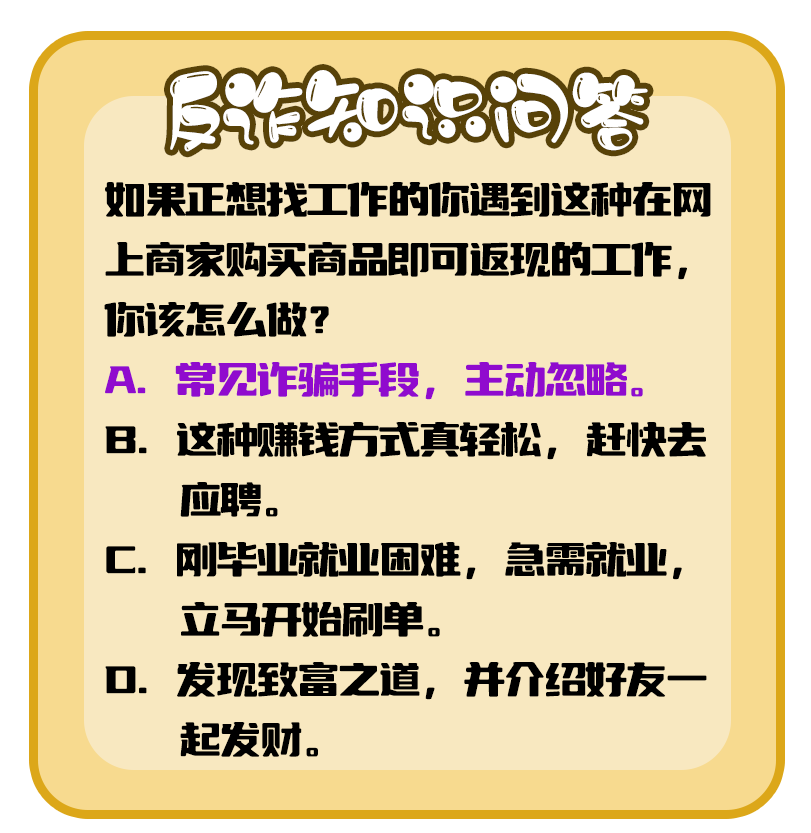 反诈知识问答
如果正想找工作的你遇到这种在网
上商家购买商品即可返现的工作，
你该怎么做？
A. 常见诈骗手段，主动忽略。
B. 这种赚钱方式真轻松，赶快去
应聘。
C. 刚毕业就业困难，急需就业，
立马开始刷单。
D. 发现致富之道，并介绍好友一
起发财。